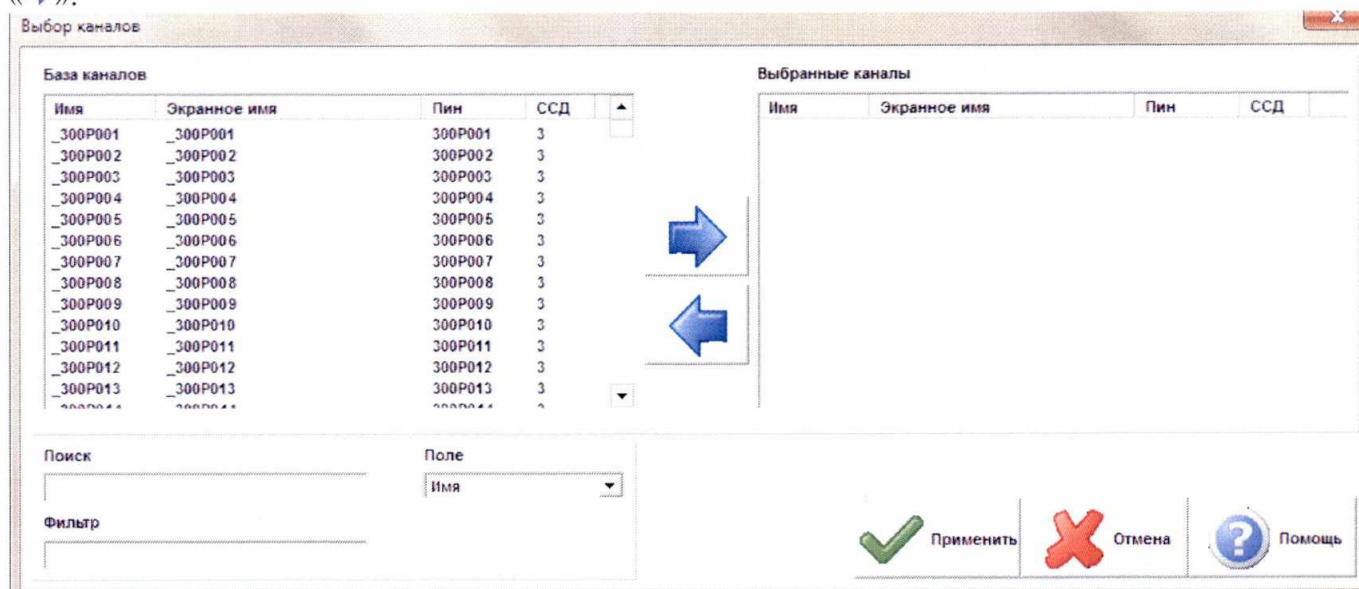 Выбор каналов
База каналов
Имя Экранное имя Пин ССД
_300P001 _300P001 300P001 3
_300P002 _300P002 300P002 3
_300P003 _300P003 300P003 3
_300P004 _300P004 300P004 3
_300P005 _300P005 300P005 3
_300P006 _300P006 300P006 3
_300P007 _300P007 300P007 3
_300P008 _300P008 300P008 3
_300P009 _300P009 300P009 3
_300P010 _300P010 300P010 3
_300P011 _300P011 300P011 3
_300P012 _300P012 300P012 3
_300P013 _300P013 300P013 3
Выбранные каналы
Имя Экранное имя Пин ССД
Поиск Поле
Имя
Фильтр
Применить Отмена Помощь